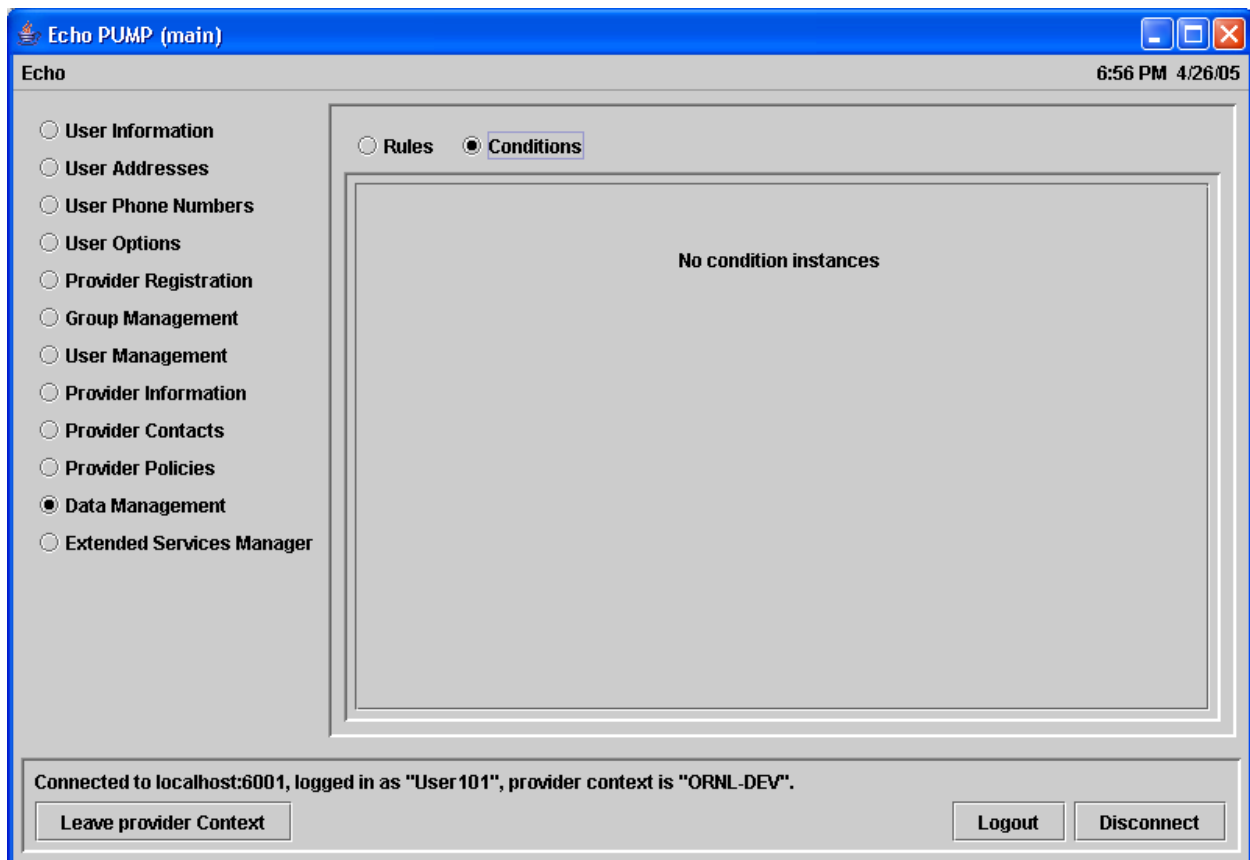 Echo PUMP (main)
Echo
6:56 PM 4/26/05
User Information
User Addresses
User Phone Numbers
User Options
Provider Registration
Group Management
User Management
Provider Information
Provider Contacts
Provider Policies
Data Management
Extended Services Manager
Rules Conditions
No condition instances
Connected to localhost:6001, logged in as "User101", provider context is "ORNL-DEV".
Leave provider Context Logout Disconnect